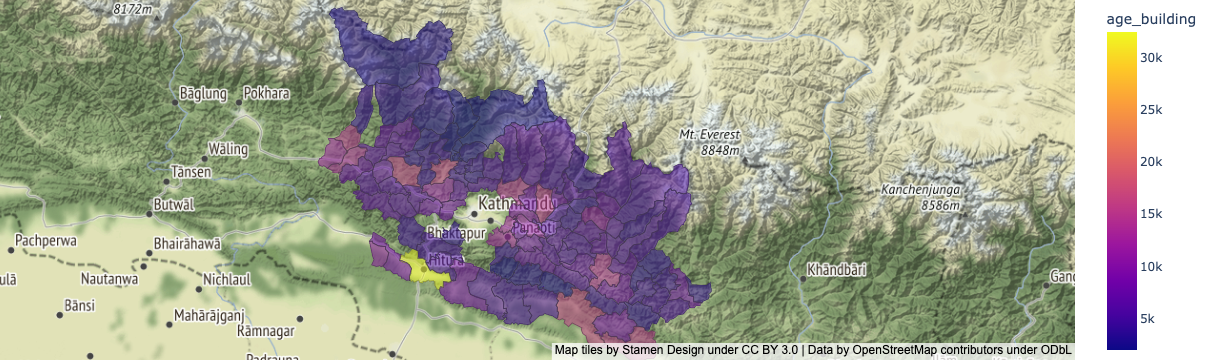 8172m
age_building
30k
25k
20k
15k
10k
5k
Bāglung
Pokhara
Mt. Everest
8848m
Wāling
Tānsen
Kanchenjunga
8586m
Butwāl
Kathmandu
Bhaktapur
Panaoti
Pachperwa
Bhairāhawā
Hitura
Nautanwa
Nichlaul
Khāndbāri
Gang
ulā
Bānsi
Mahārājganj
Rāmnagar
Padrauna
Map tiles by Stamen Design under CC BY 3.0 | Data by OpenStreetMap contributors under ODbL